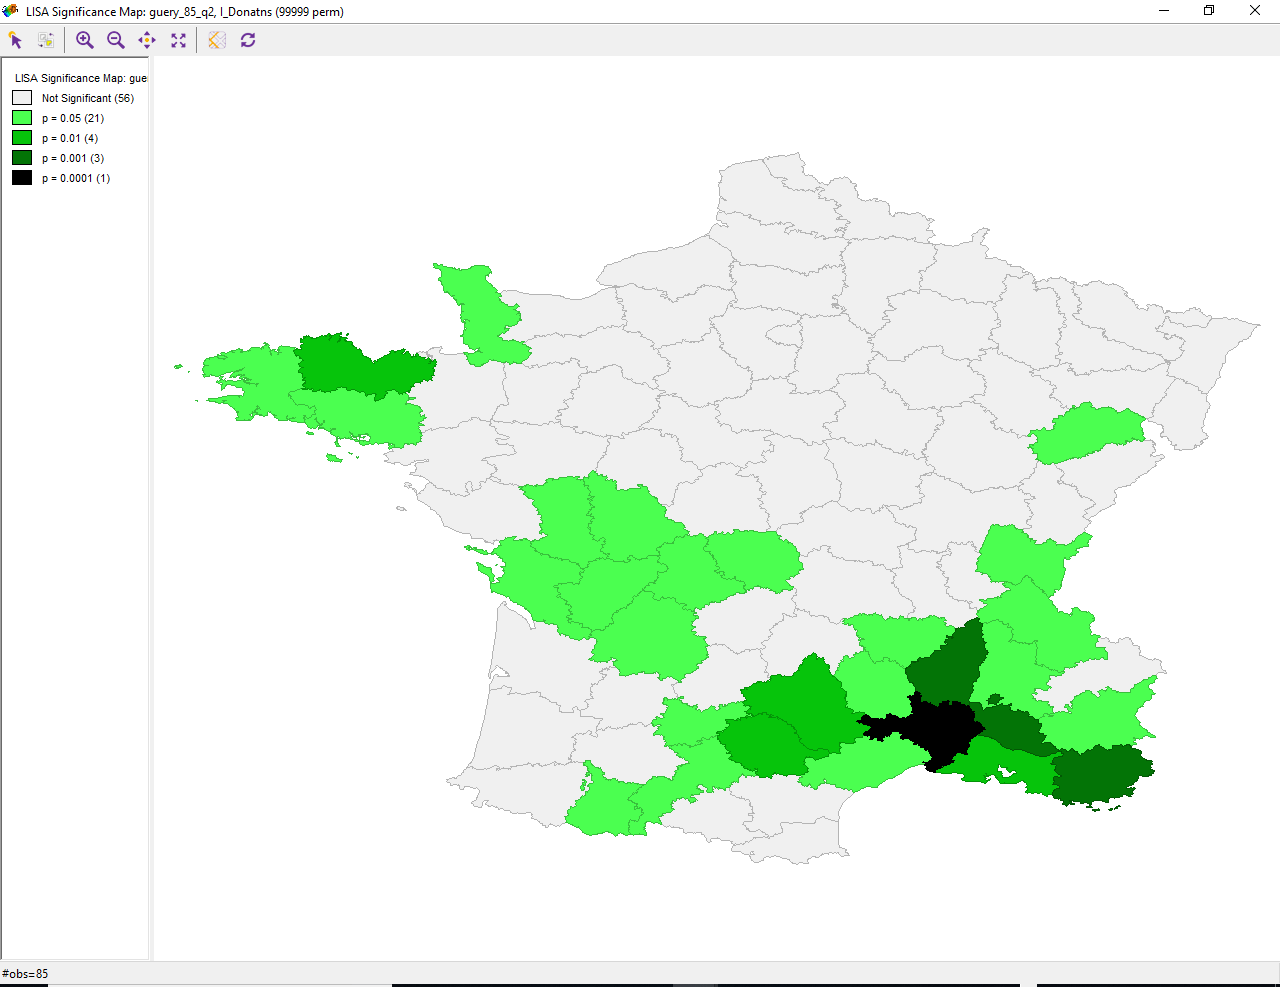 LISA Significance Map: guery_85_q2, I_Donatns (99999 perm)
LISA Significance Map: gue
Not Significant (56)
p = 0.05 (21)
p = 0.01 (4)
p = 0.001 (3)
p = 0.0001 (1)
#obs=85